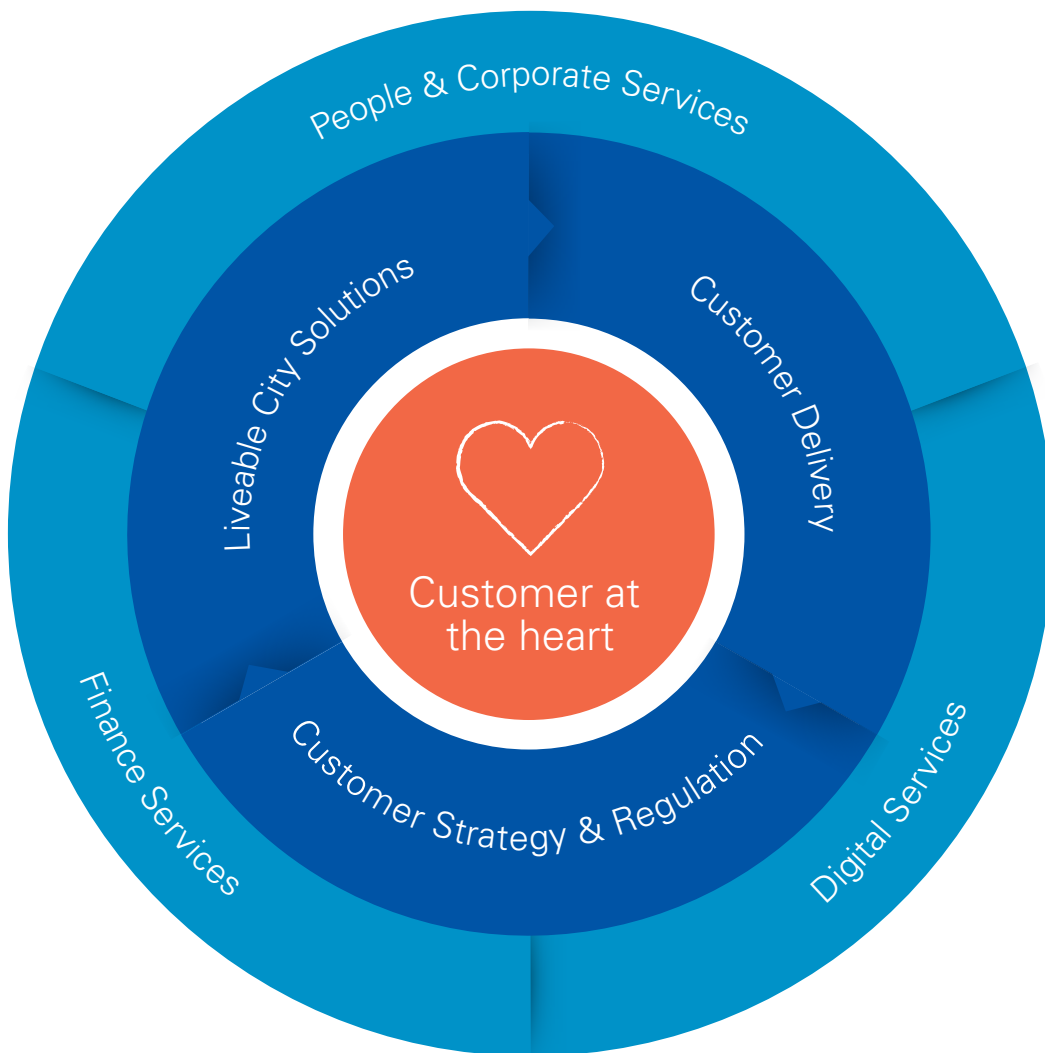 People & Corporate Services
Liveable City Solutions
Customer Delivery
Customer at
the heart
Customer Strategy & Regulation
Finance Services
Digital Services